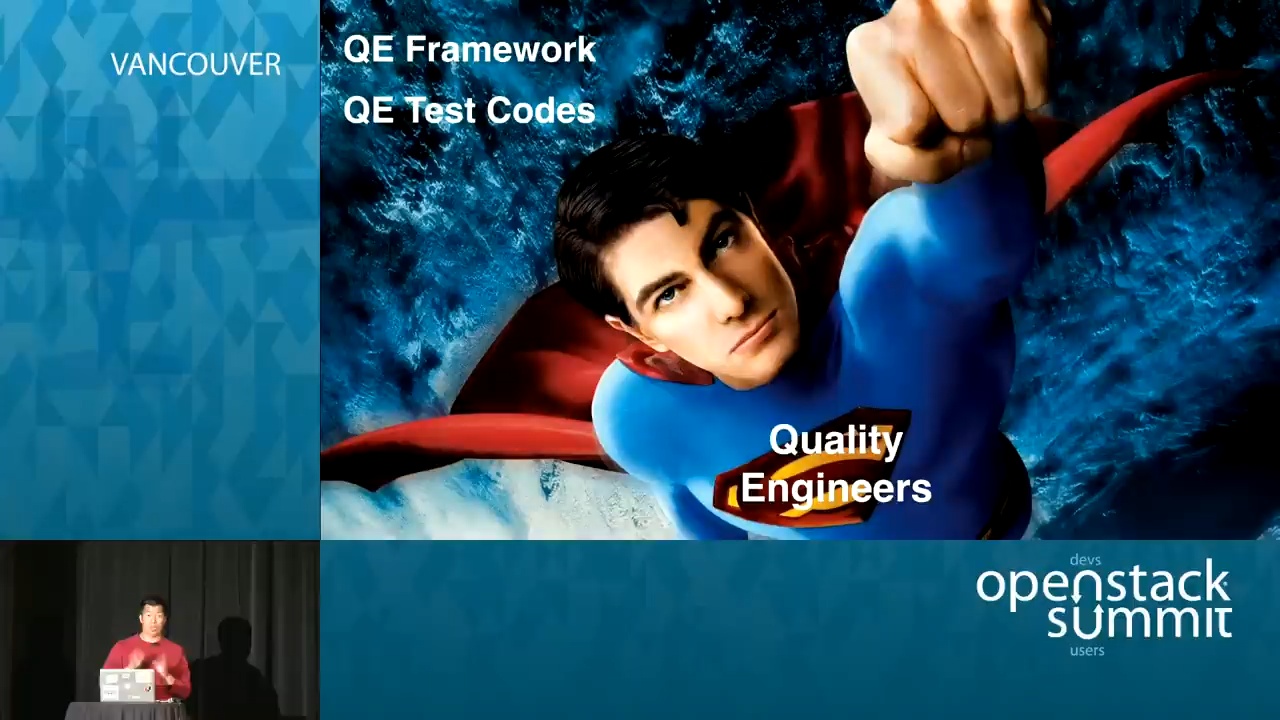 VANCOUVER
QE Framework
QE Test Codes
Quality
Engineers
devs
openstack
summit
users